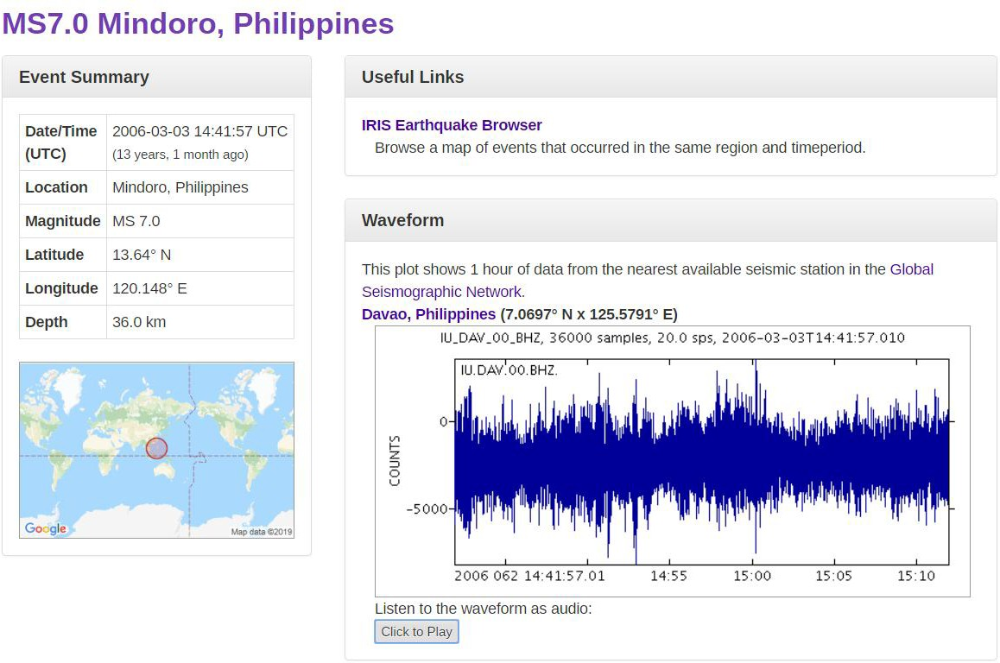 MS7.0 Mindoro, Philippines
Event Summary
Date/Time (UTC)
2006-03-03 14:41:57 UTC
(13 years, 1 month ago)
Location
Mindoro, Philippines
Magnitude
MS 7.0
Latitude
13.64° N
Longitude
120.148° E
Depth
36.0 km
Google
Map data ©2019
Useful Links
IRIS Earthquake Browser
Browse a map of events that occurred in the same region and timeperiod.
Waveform
This plot shows 1 hour of data from the nearest available seismic station in the Global
Seismographic Network.
Davao, Philippines (7.0697° N x 125.5791° E)
IU_DAV_00_BHZ, 36000 samples, 20.0 sps, 2006-03-03T14:41:57.010
IU.DAV.00.BHZ.
0
COUNTS
-5000
2006 062 14:41:57.01 14:55 15:00 15:05 15:10
Listen to the waveform as audio:
Click to Play